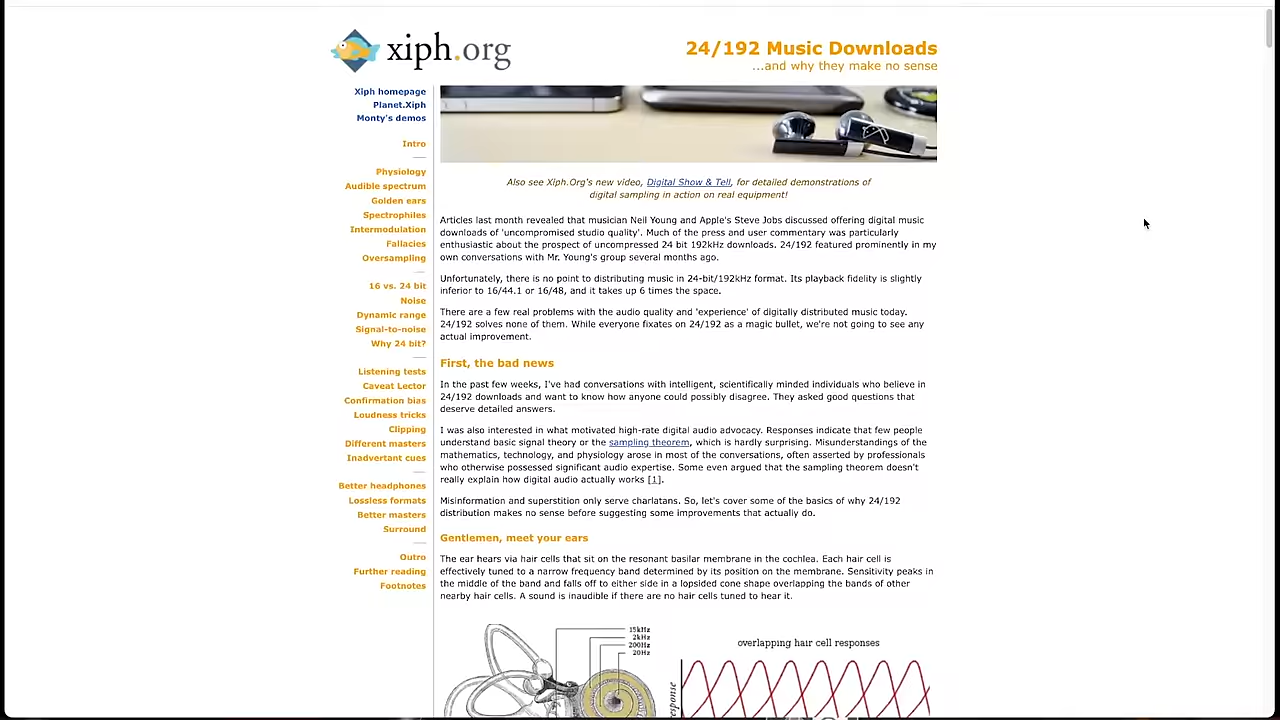 xiph.org
24/192 Music Downloads
...and why they make no sense
Xiph homepage
Planet.Xiph
Monty's demos
Intro
Physiology
Audible spectrum
Golden ears
Spectrophiles
Intermodulation
Fallacies
Oversampling
16 vs. 24 bit
Noise
Dynamic range
Signal-to-noise
Why 24 bit?
Listening tests
Caveat Lector
Confirmation bias
Loudness tricks
Clipping
Different masters
Inadvertent cues
Better headphones
Lossless formats
Better masters
Surround
Outro
Further reading
Footnotes
Also see Xiph.Org's new video, Digital Show & Tell, for detailed demonstrations of
digital sampling in action on real equipment!
Articles last month revealed that musician Neil Young and Apple's Steve Jobs discussed offering digital music
downloads of 'uncompromised studio quality'. Much of the press and user commentary was particularly
enthusiastic about the prospect of uncompressed 24 bit 192kHz downloads. 24/192 featured prominently in my
own conversations with Mr. Young's group several months ago.
Unfortunately, there is no point to distributing music in 24-bit/192kHz format. Its playback fidelity is slightly
inferior to 16/44.1 or 16/48, and it takes up 6 times the space.
There are a few real problems with the audio quality and 'experience' of digitally distributed music today.
24/192 solves none of them. While everyone fixates on 24/192 as a magic bullet, we're not going to see any
actual improvement.
First, the bad news
In the past few weeks, I've had conversations with intelligent, scientifically minded individuals who believe in
24/192 downloads and want to know how anyone could possibly disagree. They asked good questions that
deserve detailed answers.
I was also interested in what motivated high-rate digital audio advocacy. Responses indicate that few people
understand basic signal theory or the sampling theorem, which is hardly surprising. Misunderstandings of the
mathematics, technology, and physiology arose in most of the conversations, often asserted by professionals
who otherwise possessed significant audio expertise. Some even argued that the sampling theorem doesn't
really explain how digital audio actually works [1].
Misinformation and superstition only serve charlatans. So, let's cover some of the basics of why 24/192
distribution makes no sense before suggesting some improvements that actually do.
Gentlemen, meet your ears
The ear hears via hair cells that sit on the resonant basilar membrane in the cochlea. Each hair cell is
effectively tuned to a narrow frequency band determined by its position on the membrane. Sensitivity peaks in
the middle of the band and falls off to either side in a lopsided cone shape overlapping the bands of other
nearby hair cells. A sound is inaudible if there are no hair cells tuned to hear it.
15kHz
2kHz
200Hz
20Hz
overlapping hair cell responses